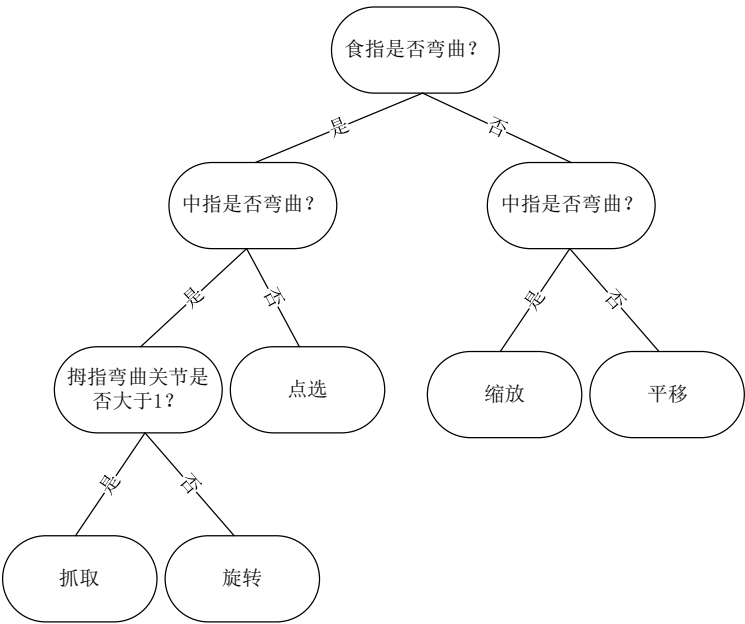 食指是否弯曲?
是
否
中指是否弯曲?
中指是否弯曲?
是
否
是
否
拇指弯曲关节是
否大于1?
点选
缩放
平移
是
否
抓取
旋转